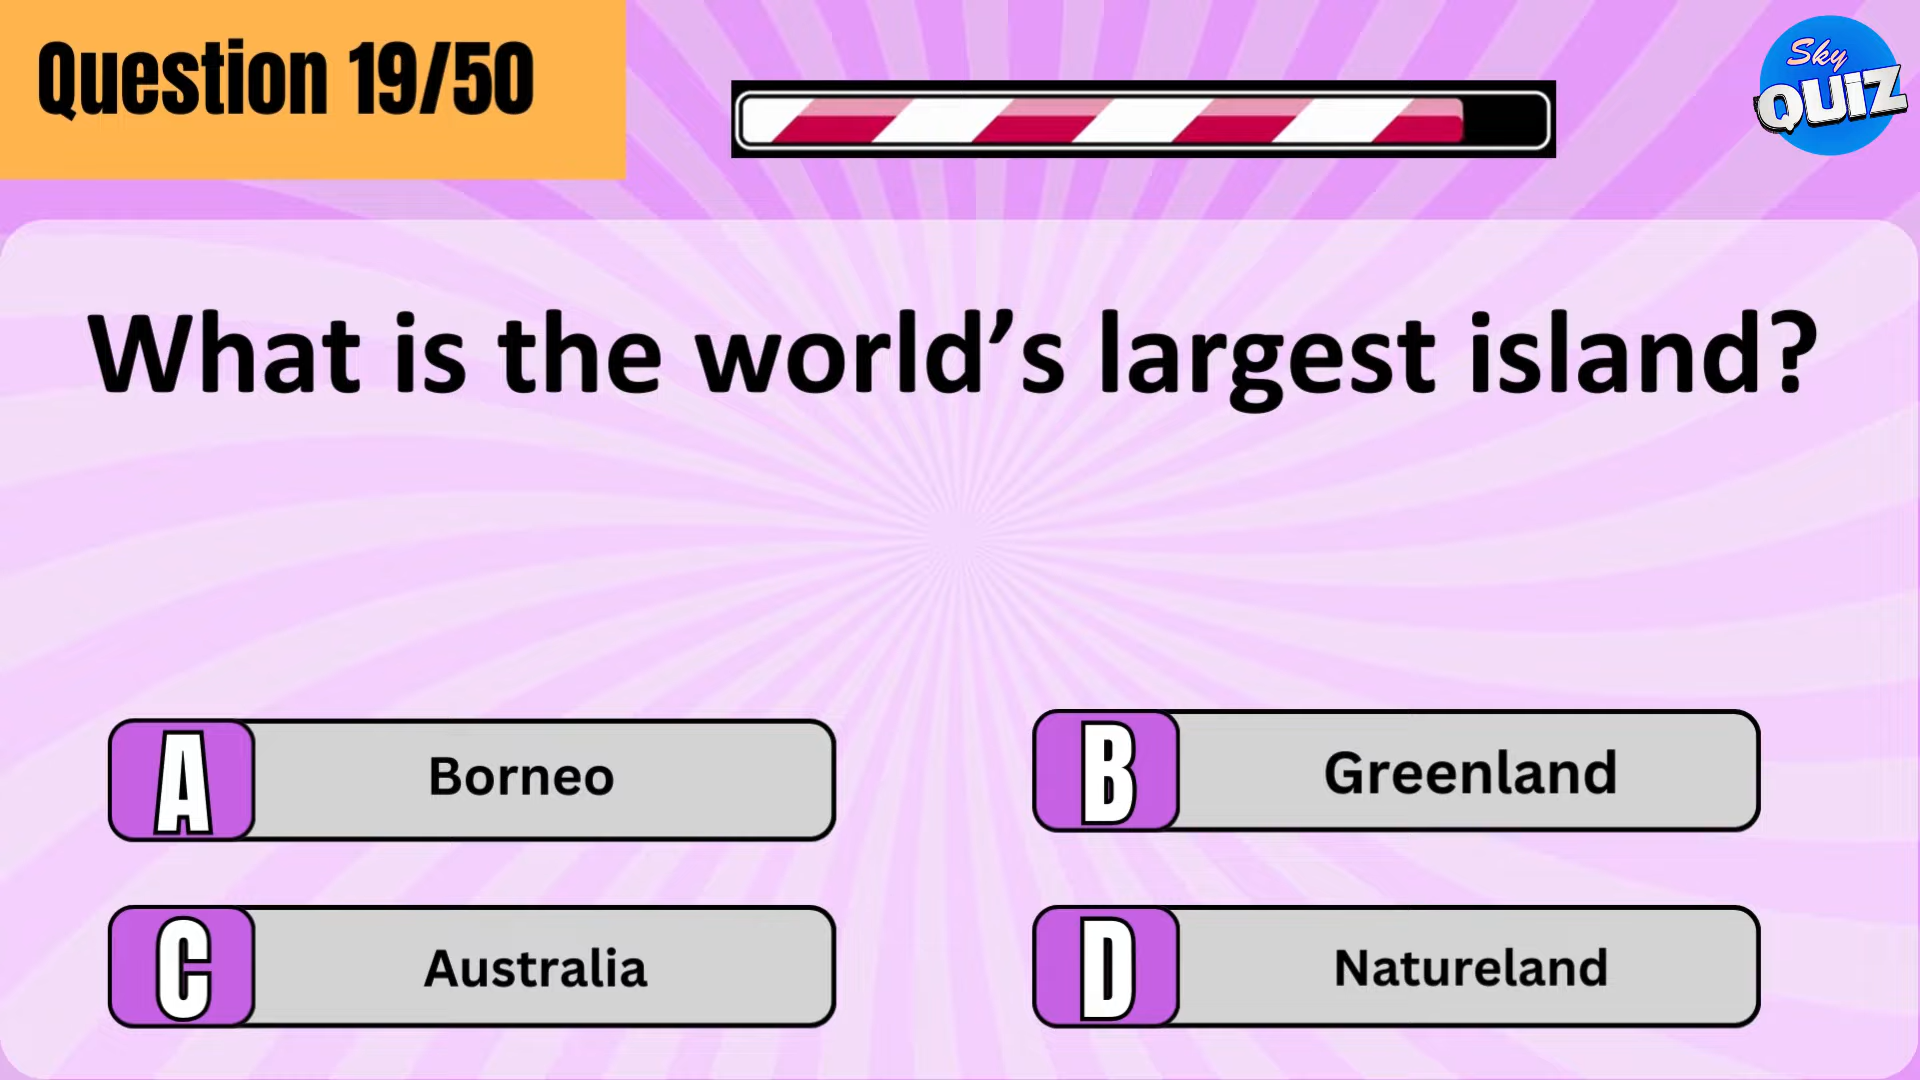 Question 19/50
Sky
QUIZ
What is the world’s largest island?
A
Borneo
B
Greenland
C
Australia
D
Natureland